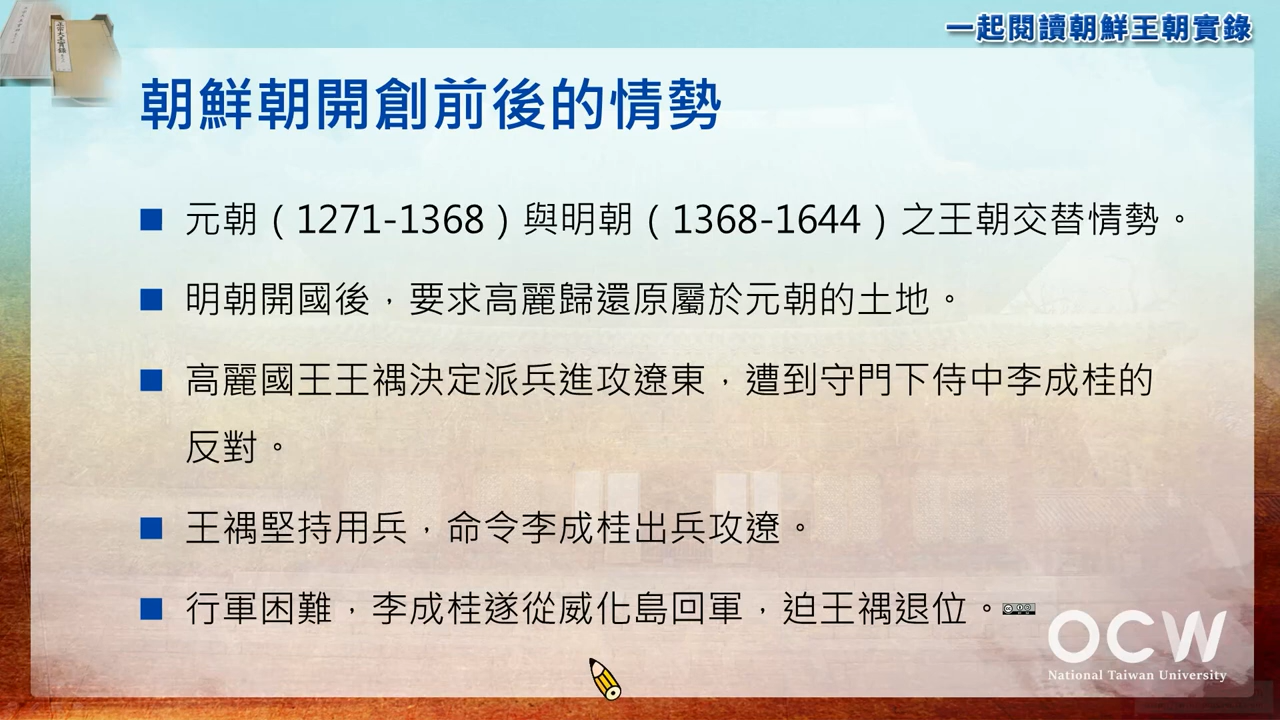 一起閱讀朝鮮王朝實錄
朝鮮朝開創前後的情勢
元朝（1271-1368）與明朝（1368-1644）之王朝交替情勢。
明朝開國後，要求高麗歸還原屬於元朝的土地。
高麗國王王禑決定派兵進攻遼東，遭到守門下侍中李成桂的
反對。
王禑堅持用兵，命令李成桂出兵攻遼。
行軍困難，李成桂遂從威化島回軍，迫王禑退位。
OCW
National Taiwan University